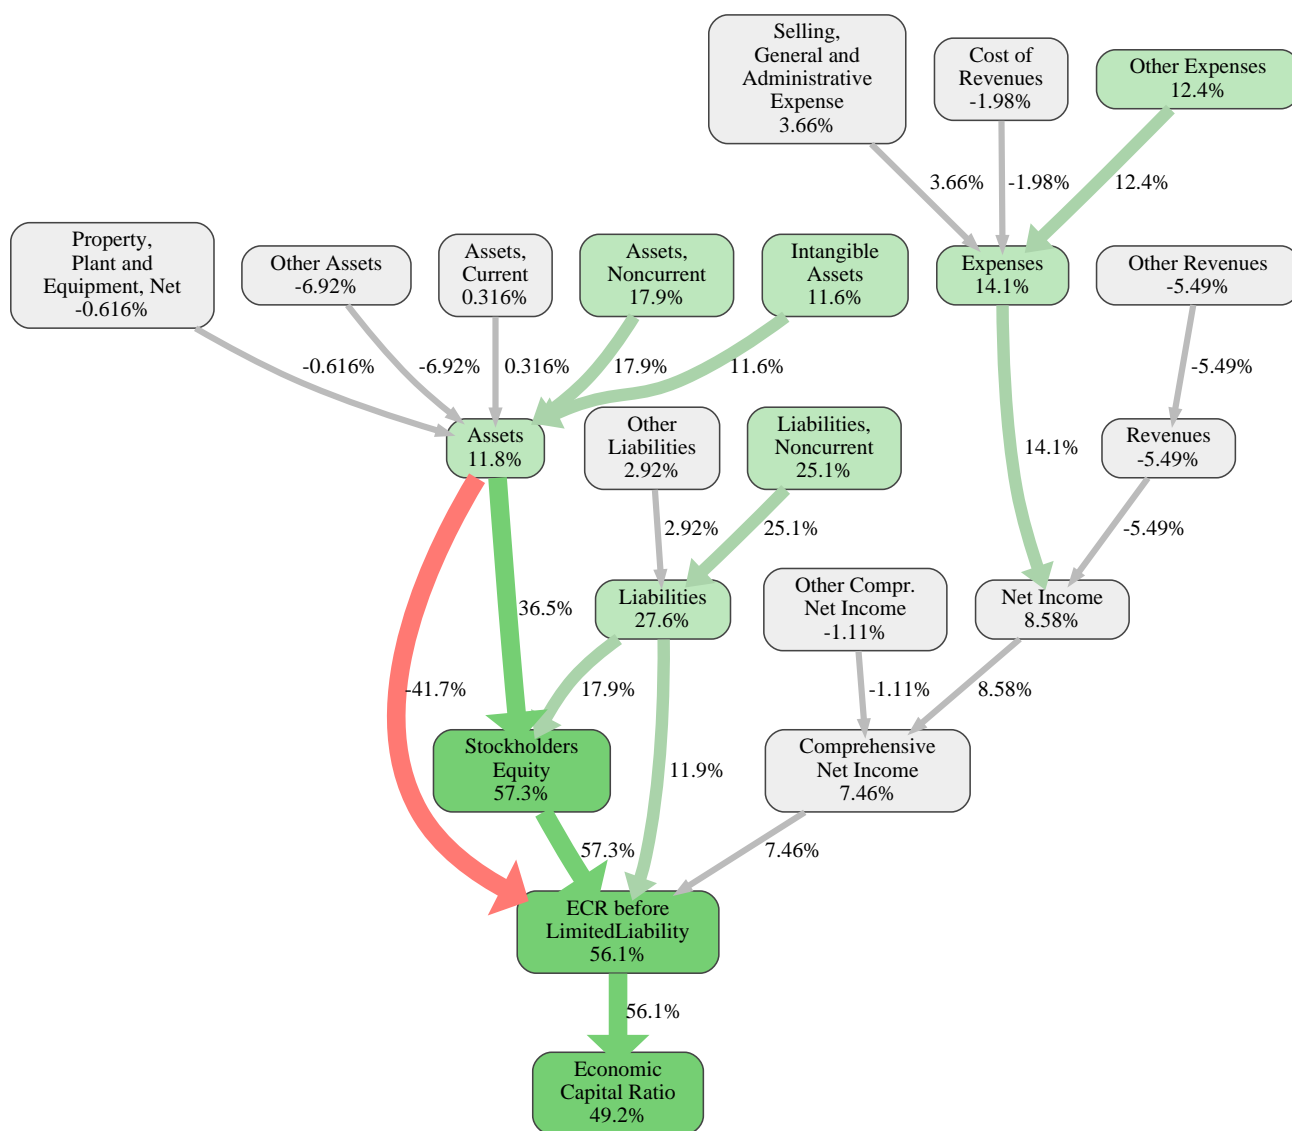 Selling,
General and
Administrative
Expense
3.66%
Cost of
Revenues
-1.98%
Other Expenses
12.4%
3.66%
-1.98%
12.4%
Property,
Plant and
Equipment, Net
-0.616%
Other Assets
-6.92%
Assets,
Current
0.316%
Assets,
Noncurrent
17.9%
Intangible
Assets
11.6%
Expenses
14.1%
Other Revenues
-5.49%
-0.616%
-6.92%
0.316%
17.9%
11.6%
-5.49%
Assets
11.8%
Other
Liabilities
2.92%
Liabilities,
Noncurrent
25.1%
14.1%
Revenues
-5.49%
2.92%
25.1%
-5.49%
36.5%
Liabilities
27.6%
Other Compr.
Net Income
-1.11%
Net Income
8.58%
-41.7%
17.9%
-1.11%
8.58%
Stockholders
Equity
57.3%
11.9%
Comprehensive
Net Income
7.46%
57.3%
7.46%
ECR before
LimitedLiability
56.1%
56.1%
Economic
Capital Ratio
49.2%